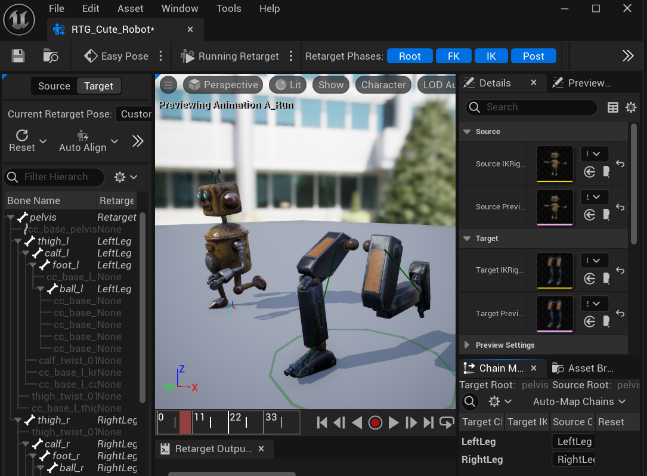 File Edit Asset Window Tools Help
RTG_Cute_Robot*
Easy Pose Running Retarget Retarget Phases: Root FK IK Post
Source Target
Current Retarget Pose: Custor
Reset Auto Align
Filter Hierarch
Bone Name Retarge
pelvis Retarget
cc_base_pelvis None
thigh_l LeftLeg
calf_l LeftLeg
foot_l LeftLeg
cc_base_l_ None
ball_l LeftLeg
cc_base_ None
cc_base_ None
cc_base_ None
cc_base_ None
cc_base_ None
calf_twist_01 None
cc_base_l_kr None
cc_base_l_ca None
thigh_twist_01 None
cc_base_l_thig None
thigh_r RightLeg
thigh_twist_01 None
calf_r RightLeg
foot_r RightLeg
ball_r RightLeg
Perspective Lit Show Character LOD Au
Previewing Animation A_Run
Z
X
0 11 22 33
Retarget Outpu...
Details Preview...
Search
Source
Source IKRig...
Source Previ...
Target
Target IKRig...
Target Previ...
Preview Settings
Chain M... Asset Br...
Target Root: pelvis Source Root: pelvis
Auto-Map Chains
Target Cl Target IK Source C Reset
LeftLeg LeftLeg
RightLeg RightLeg